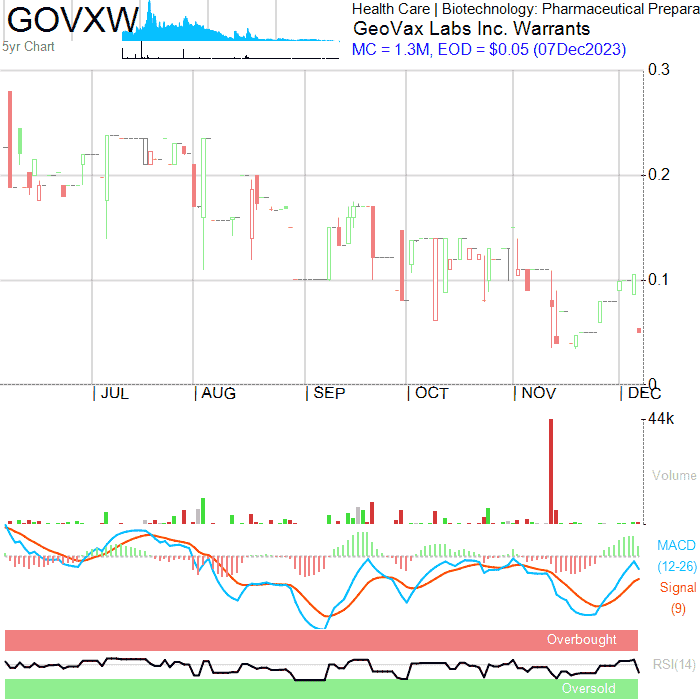 GOVXW
5yr Chart
Health Care | Biotechnology: Pharmaceutical Prepara
GeoVax Labs Inc. Warrants
MC = 1.3M, EOD = $0.05 (07Dec2023)
0.3
0.2
0.1
0
JUL AUG SEP OCT NOV DEC
44k
Volume
MACD
(12-26)
Signal
(9)
Overbought
RSI(14)
Oversold